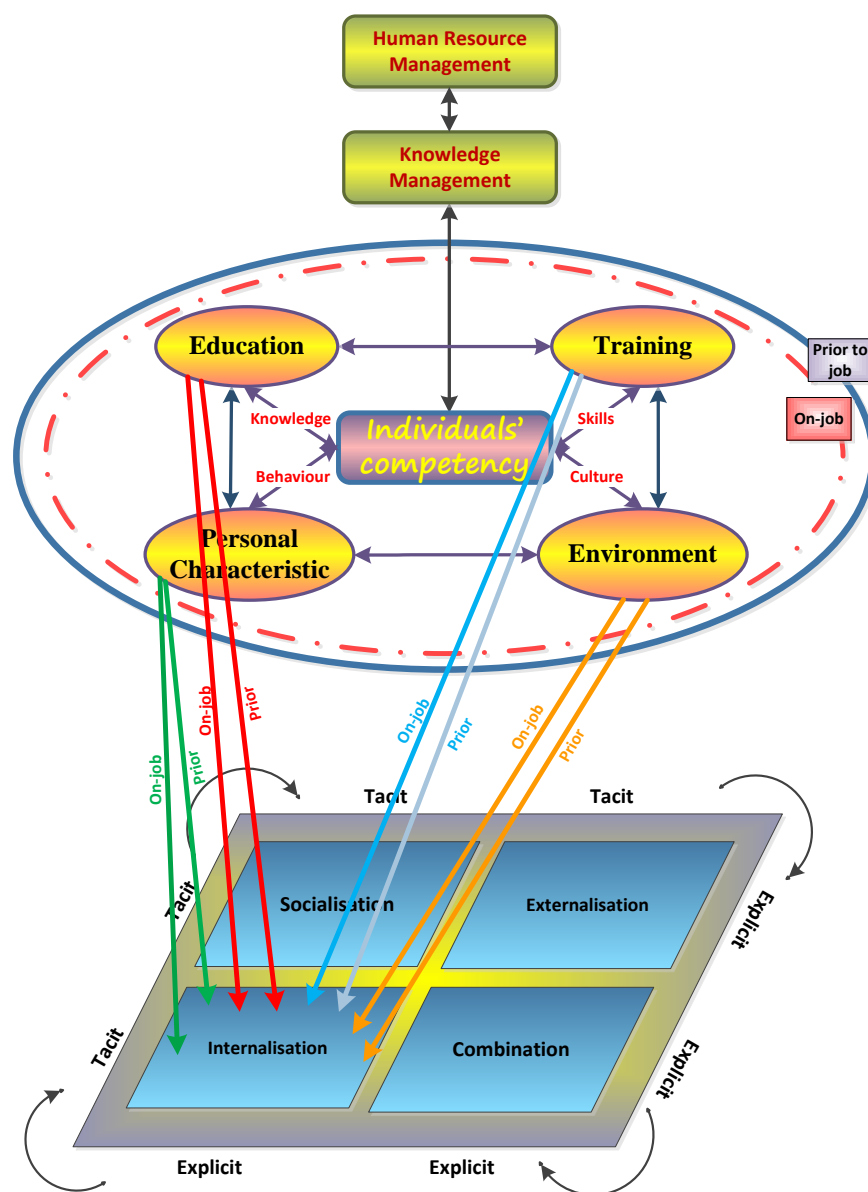 Human Resource
Management
Knowledge
Management
Education
Training
Prior to
job
On-job
Knowledge
Individuals'
competency
Skills
Behaviour
Culture
Personal
Characteristic
Environment
On-job
Prior
On-job
Prior
On-job
Prior
On-job
Prior
Tacit
Tacit
Tacit
Socialisation
Externalisation
Explicit
Tacit
Internalisation
Combination
Explicit
Explicit
Explicit